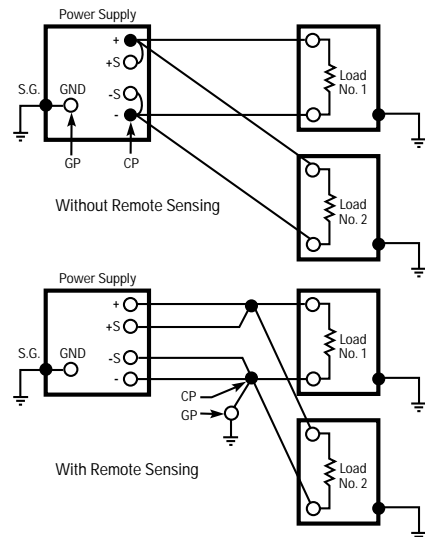 Power Supply
+
+S
S.G.
GND
-S
-
GP
CP
Load
No. 1
Load
No. 2
Without Remote Sensing
Power Supply
+
+S
S.G.
GND
-S
-
CP
GP
Load
No. 1
Load
No. 2
With Remote Sensing